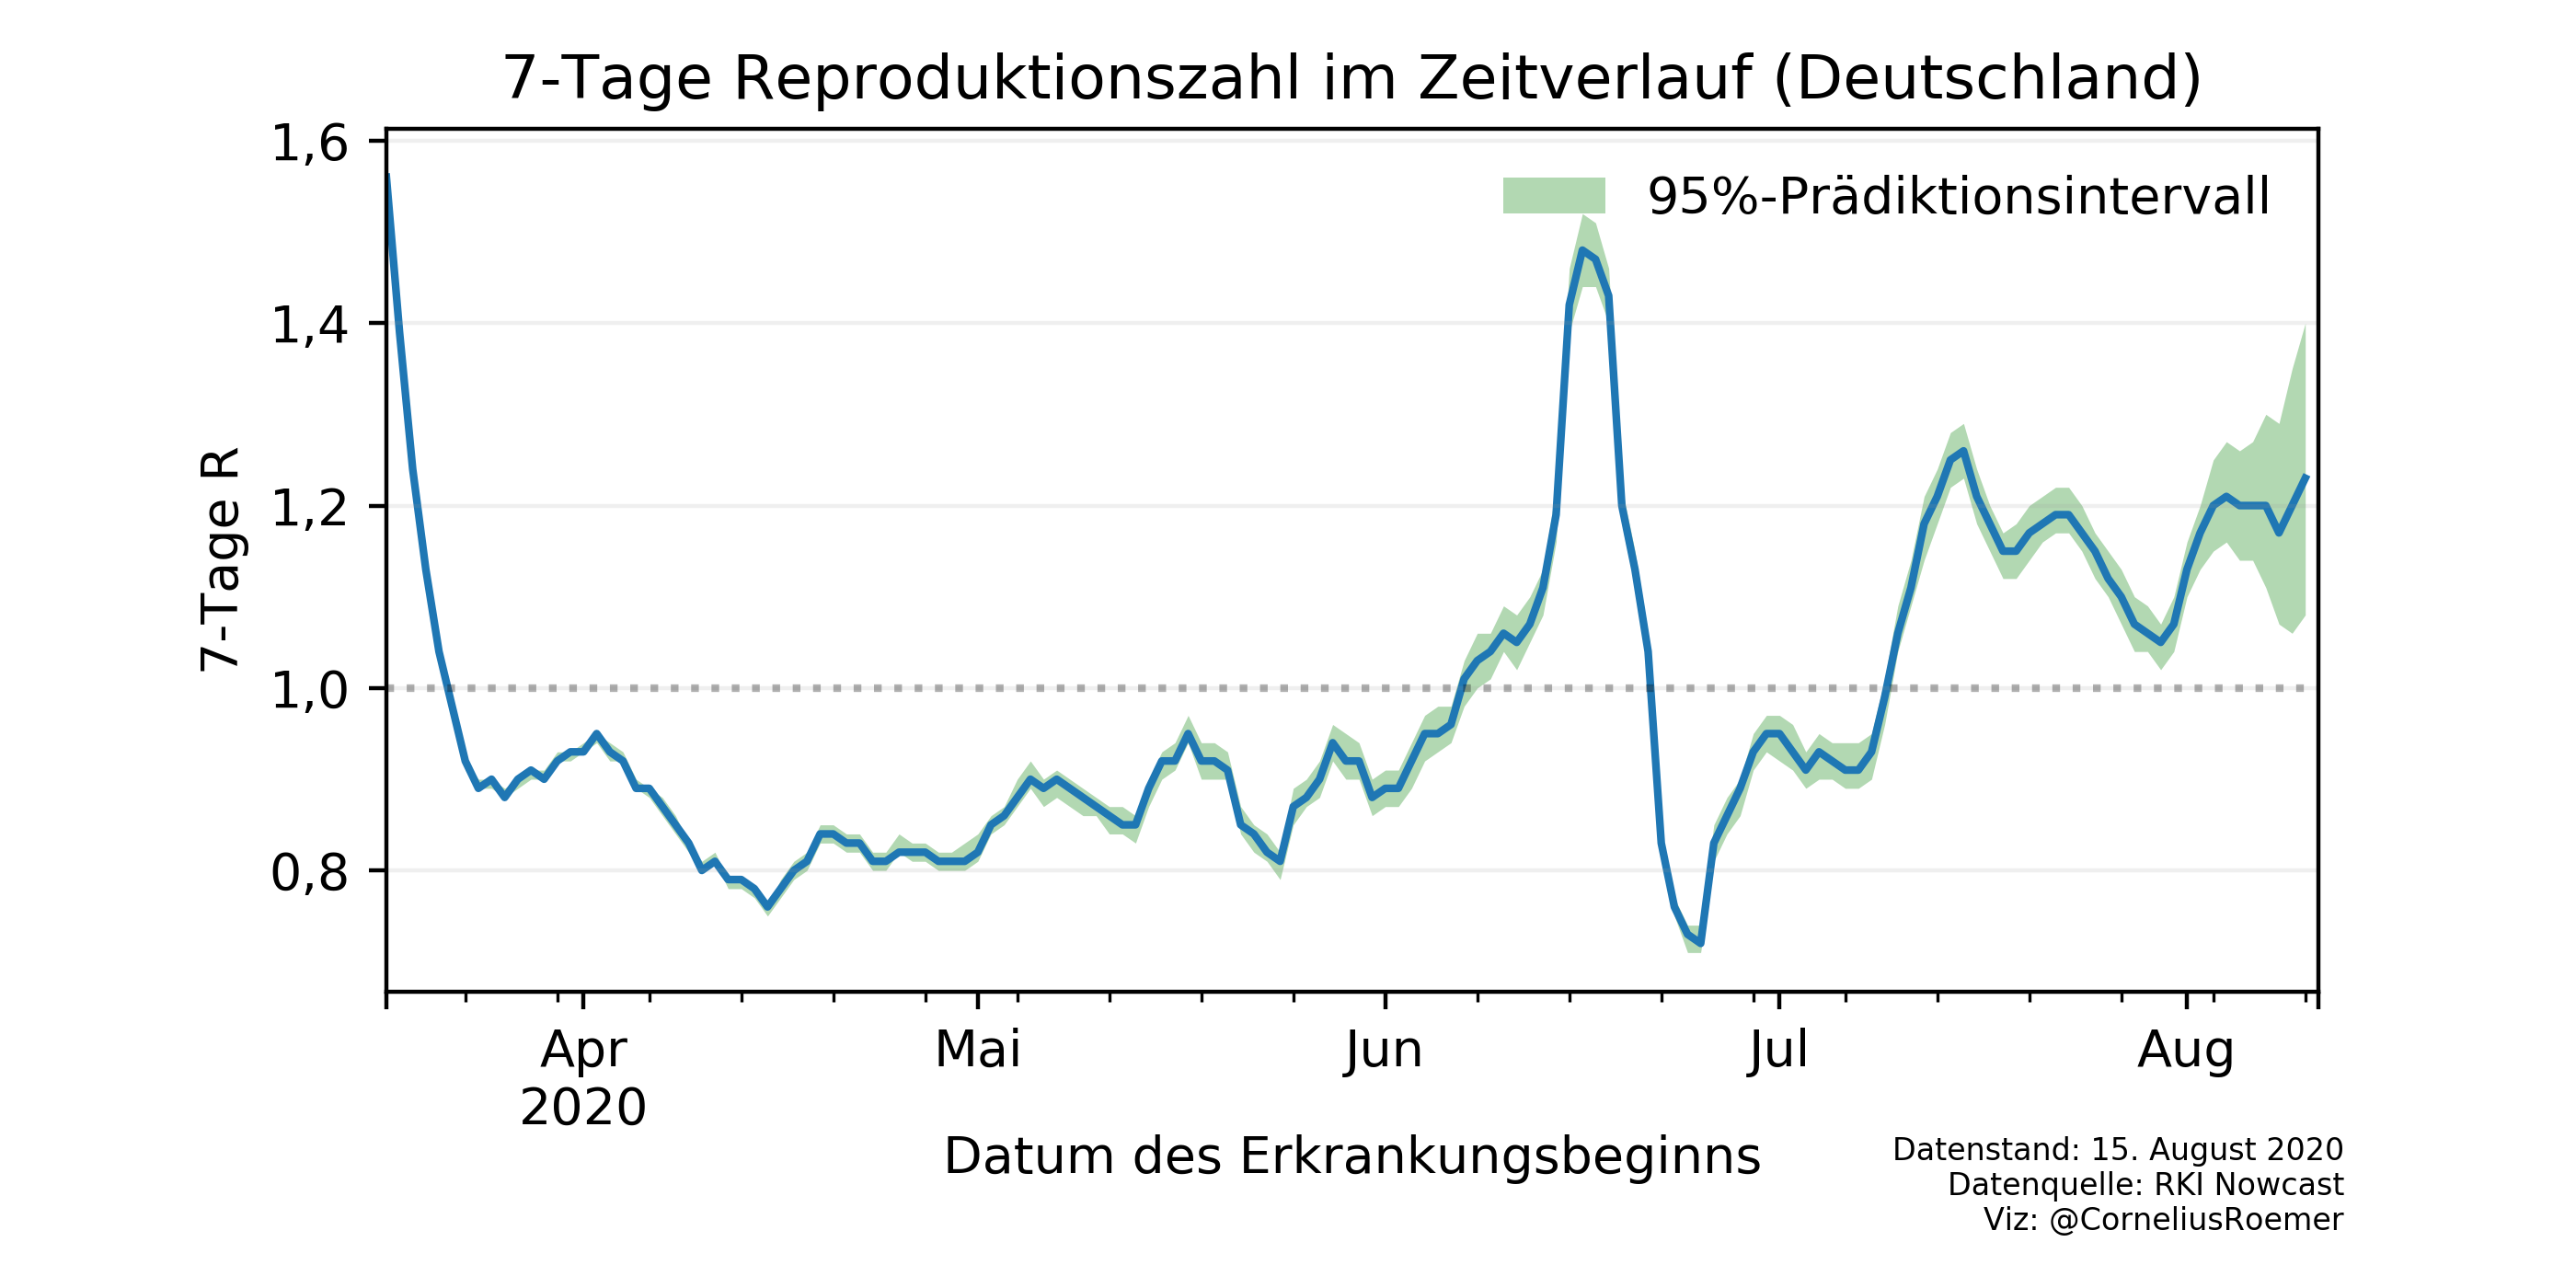 7-Tage Reproduktionszahl im Zeitverlauf (Deutschland)
95%-Prädiktionsintervall
7-Tage R
1,6
1,4
1,2
1,0
0,8
Apr
2020
Mai
Jun
Jul
Aug
Datum des Erkrankungsbeginns
Datenstand: 15. August 2020
Datenquelle: RKI Nowcast
Viz: @CorneliusRoemer